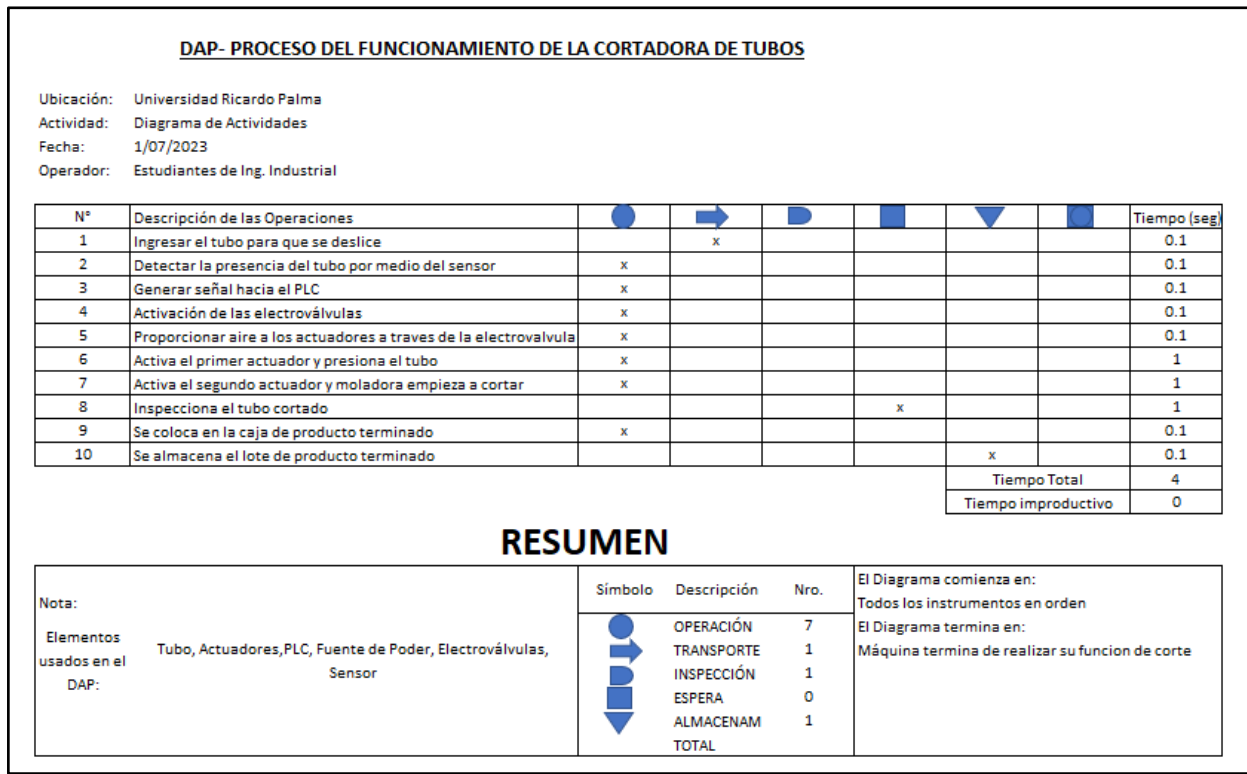 DAP- PROCESO DEL FUNCIONAMIENTO DE LA CORTADORA DE TUBOS
Ubicación: Universidad Ricardo Palma
Actividad: Diagrama de Actividades
Fecha: 1/07/2023
Operador: Estudiantes de Ing. Industrial
N° Descripción de las Operaciones Tiempo (seg)
1 Ingresar el tubo para que se deslice x 0.1
2 Detectar la presencia del tubo por medio del sensor x 0.1
3 Generar señal hacia el PLC x 0.1
4 Activación de las electroválvulas x 0.1
5 Proporcionar aire a los actuadores a traves de la electrovalvula x 0.1
6 Activa el primer actuador y presiona el tubo x 1
7 Activa el segundo actuador y moladora empieza a cortar x 1
8 Inspecciona el tubo cortado x 1
9 Se coloca en la caja de producto terminado x 0.1
10 Se almacena el lote de producto terminado x 0.1
Tiempo Total 4
Tiempo improductivo 0
RESUMEN
Nota:
Elementos usados en el DAP:
Tubo, Actuadores,PLC, Fuente de Poder, Electroválvulas,
Sensor
Símbolo Descripción Nro.
OPERACIÓN 7
TRANSPORTE 1
INSPECCIÓN 1
ESPERA 0
ALMACENAM 1
TOTAL
El Diagrama comienza en:
Todos los instrumentos en orden
El Diagrama termina en:
Máquina termina de realizar su funcion de corte